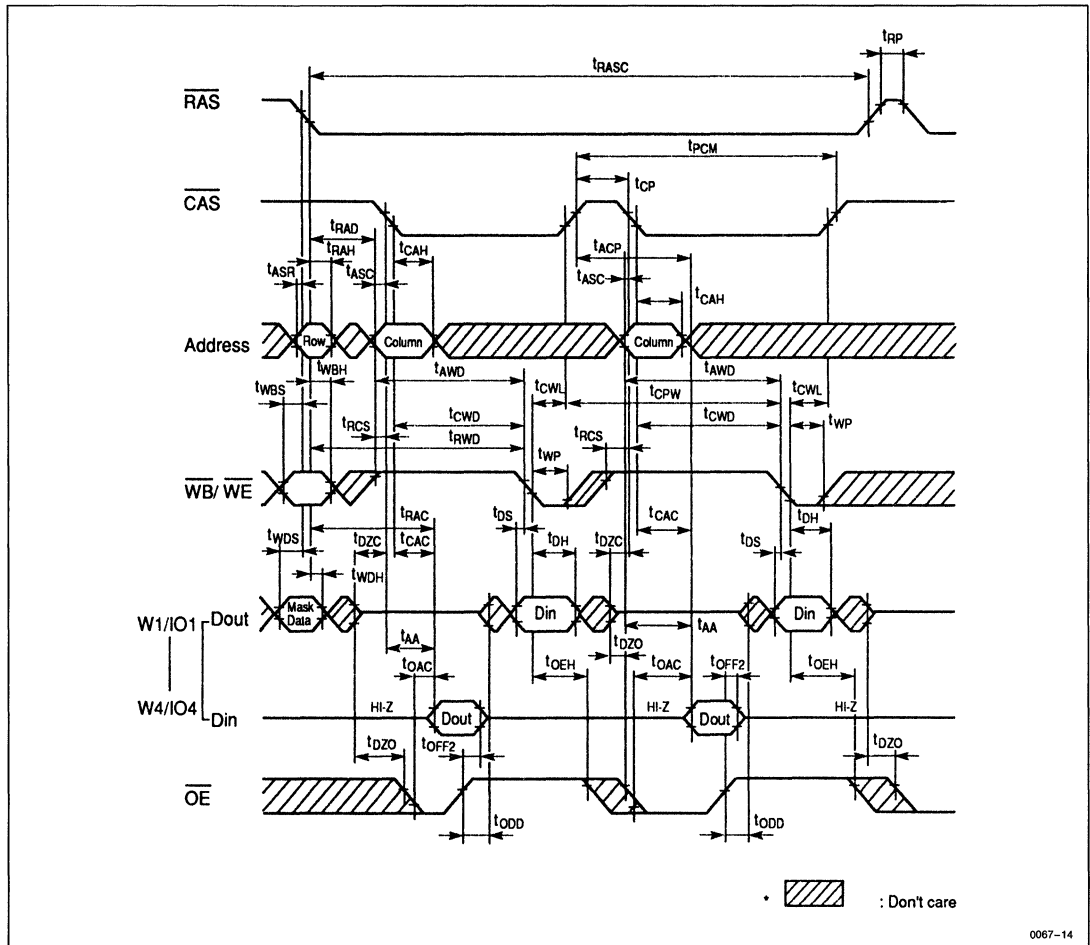 tRP
tRASC
RAS
tPCM
tCP
CAS
tRAD
tCAH
tRAH
tACP
tASR
tASC
tASC
tCAH
Address
Row
Column
Column
tWBH
tAWD
tAWD
tWBS
tCWL
tCPW
tCWL
tCWD
tCWD
tRCS
tRCS
tWP
tRWD
tWP
WB/ WE
tRAC
tCAC
tDS
tDH
tWDS
tDZC
tCAC
tDH
tDZC
tDS
tWDH
W1/IO1
Dout
Mask
Data
Din
Din
tAA
tAA
tDZO
tOAC
tOEH
tOAC
tOFF2
tOEH
W4/IO4
Din
HI-Z
Dout
HI-Z
Dout
HI-Z
tDZO
tOFF2
tDZO
OE
tODD
tODD
* : Don't care
0067-14